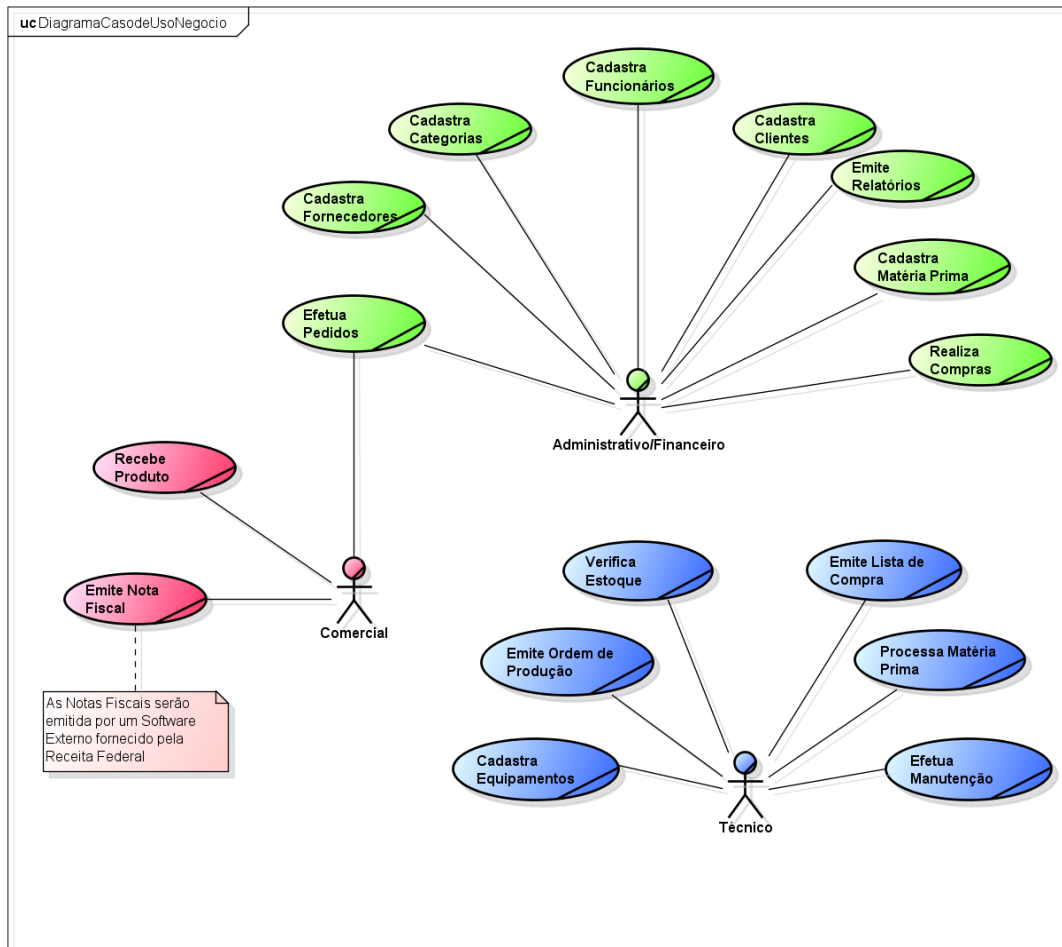 uc DiagramaCasodeUsoNegocio
Cadastra
Funcionários
Cadastra
Categorias
Cadastra
Clientes
Emite
Relatórios
Cadastra
Fornecedores
Cadastra
Matéria Prima
Efetua
Pedidos
Realiza
Compras
Administrativo/Financeiro
Recebe
Produto
Emite Nota
Fiscal
Comercial
As Notas Fiscais serão
emitida por um Software
Externo fornecido pela
Receita Federal
Verifica
Estoque
Emite Lista de
Compra
Emite Ordem de
Produção
Processa Matéria
Prima
Cadastra
Equipamentos
Efetua
Manutenção
Técnico